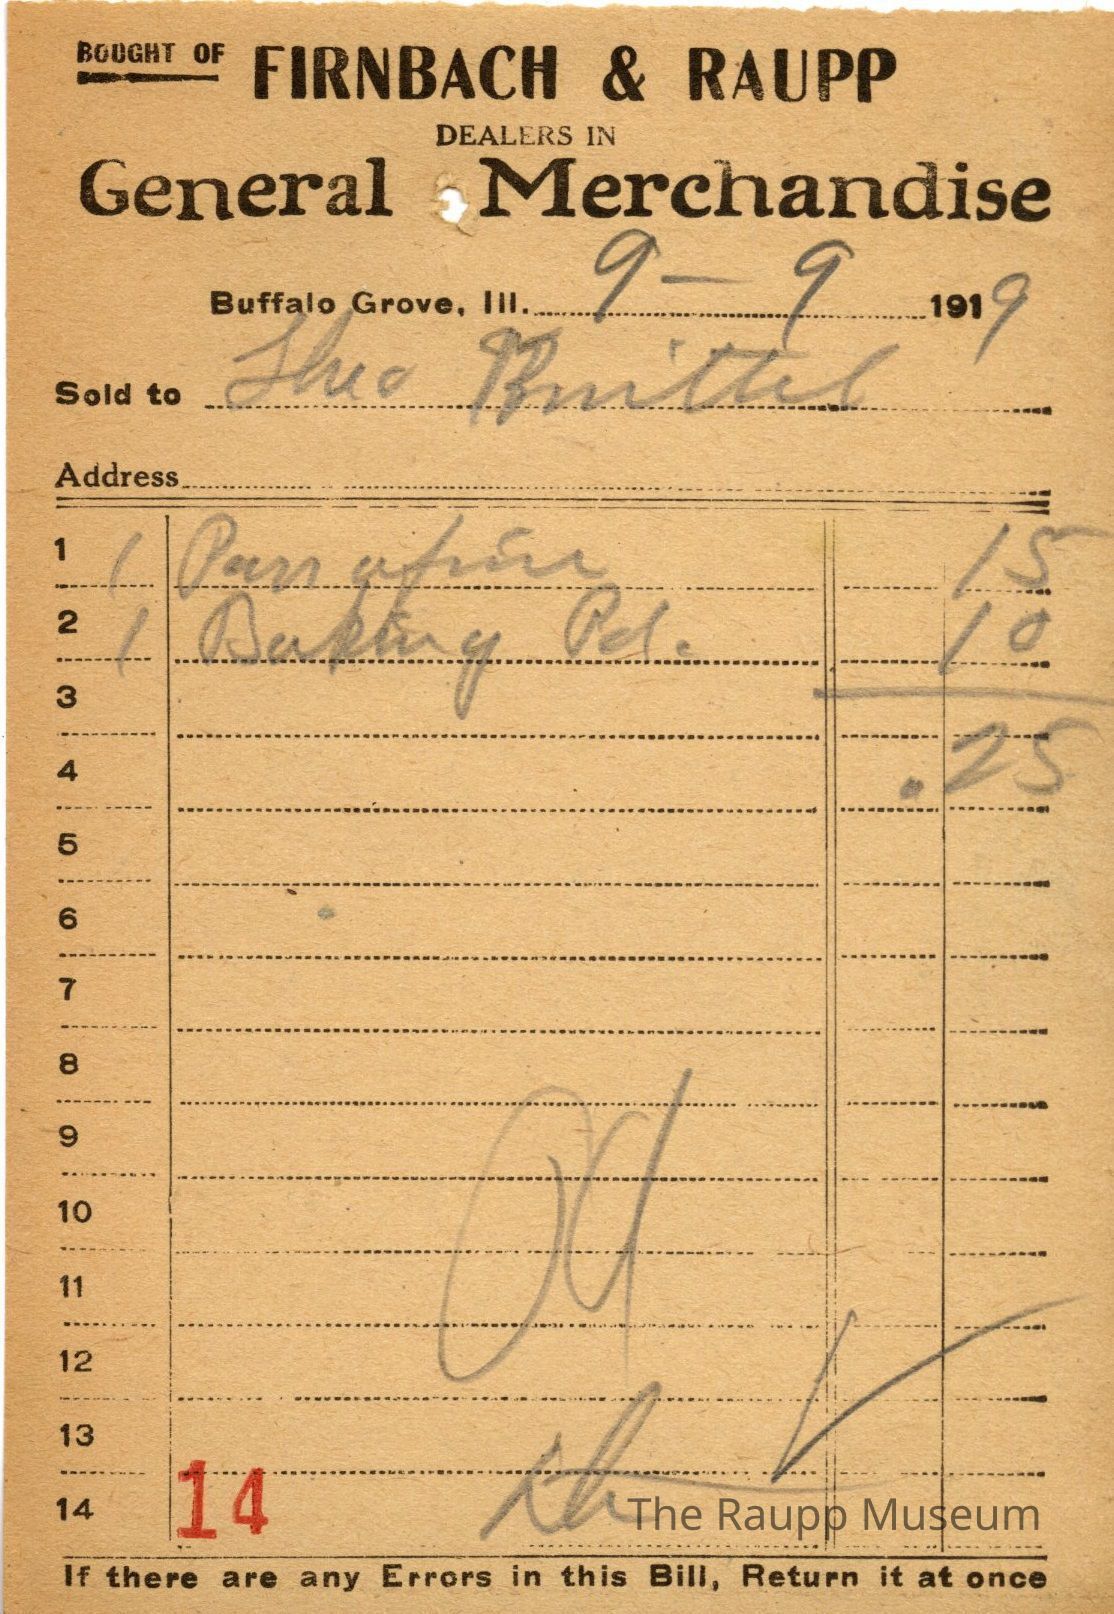 BOUGHT OF FIRNBACH & RAUPP
DEALERS IN
General Merchandise
Buffalo Grove, Ill. 9-9 1919
Sold to Theo
Address
1 1 Parrafine 15
2 1 Baking Pd. 10
3
.25
4
5
6
7
8
9
10
11
12
13
14 14
The Raupp Museum
If there are any Errors in this Bill, Return it at once